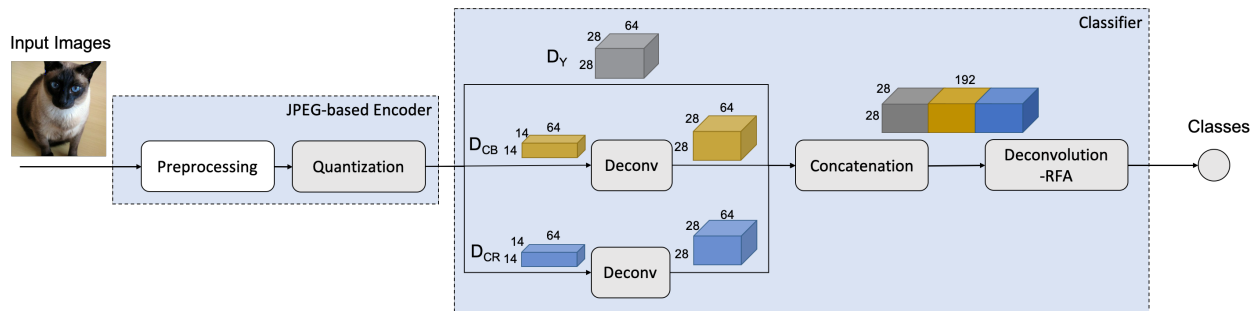 Input Images
JPEG-based Encoder
Preprocessing
Quantization
Classifier
D_Y
28
64
28
D_CB
14
64
14
Deconv
28
64
28
D_CR
14
64
14
Deconv
28
64
28
Concatenation
28
192
28
Deconvolution
-RFA
Classes